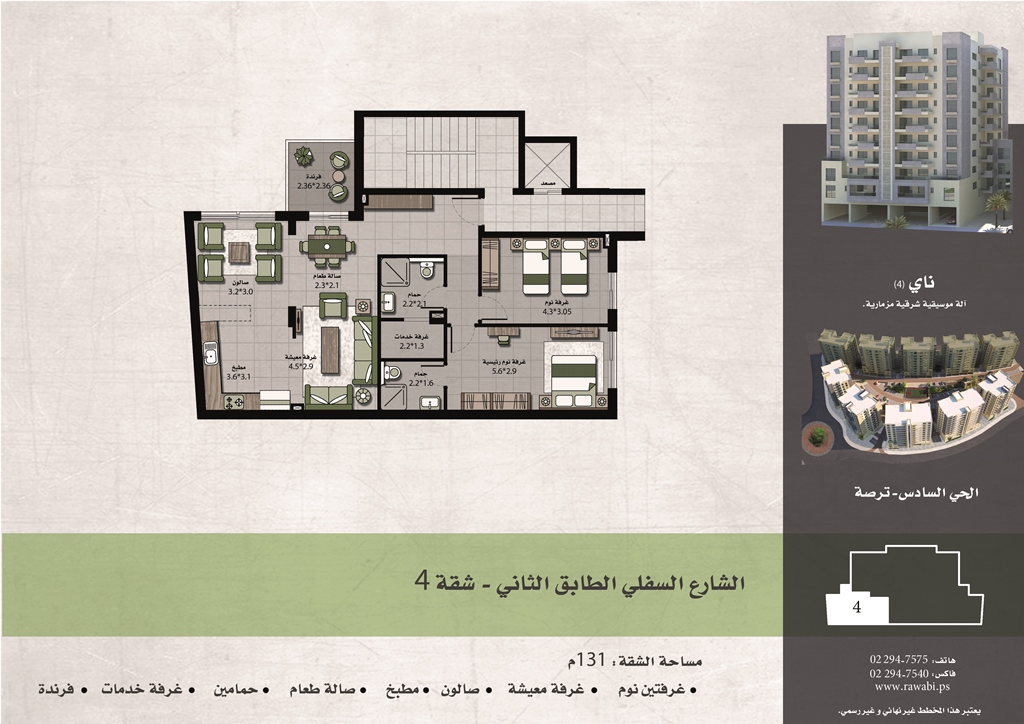 فرندة
2.36*2.36
مصعد
صالون
3.2*3.0
صالة طعام
2.3*2.1
حمام
2.2*2.1
غرفة نوم
4.3*3.05
غرفة خدمات
2.2*1.3
غرفة معيشة
4.5*2.9
مطبخ
3.6*3.1
حمام
2.2*1.6
غرفة نوم رئيسية
5.6*2.9
ناي (4)
آلة موسيقية شرقية مزمارية.
الحي السادس-ترصة
الشارع السفلي الطابق الثاني - شقة 4
4
مساحة الشقة: 131م
• غرفتين نوم • غرفة معيشة • صالون • مطبخ • صالة طعام • حمامين • غرفة خدمات • فرندة
هاتف: 02 294-7575
فاكس: 02 294-7540
www.rawabi.ps
يعتبر هذا المخطط غير نهائي و غير رسمي.